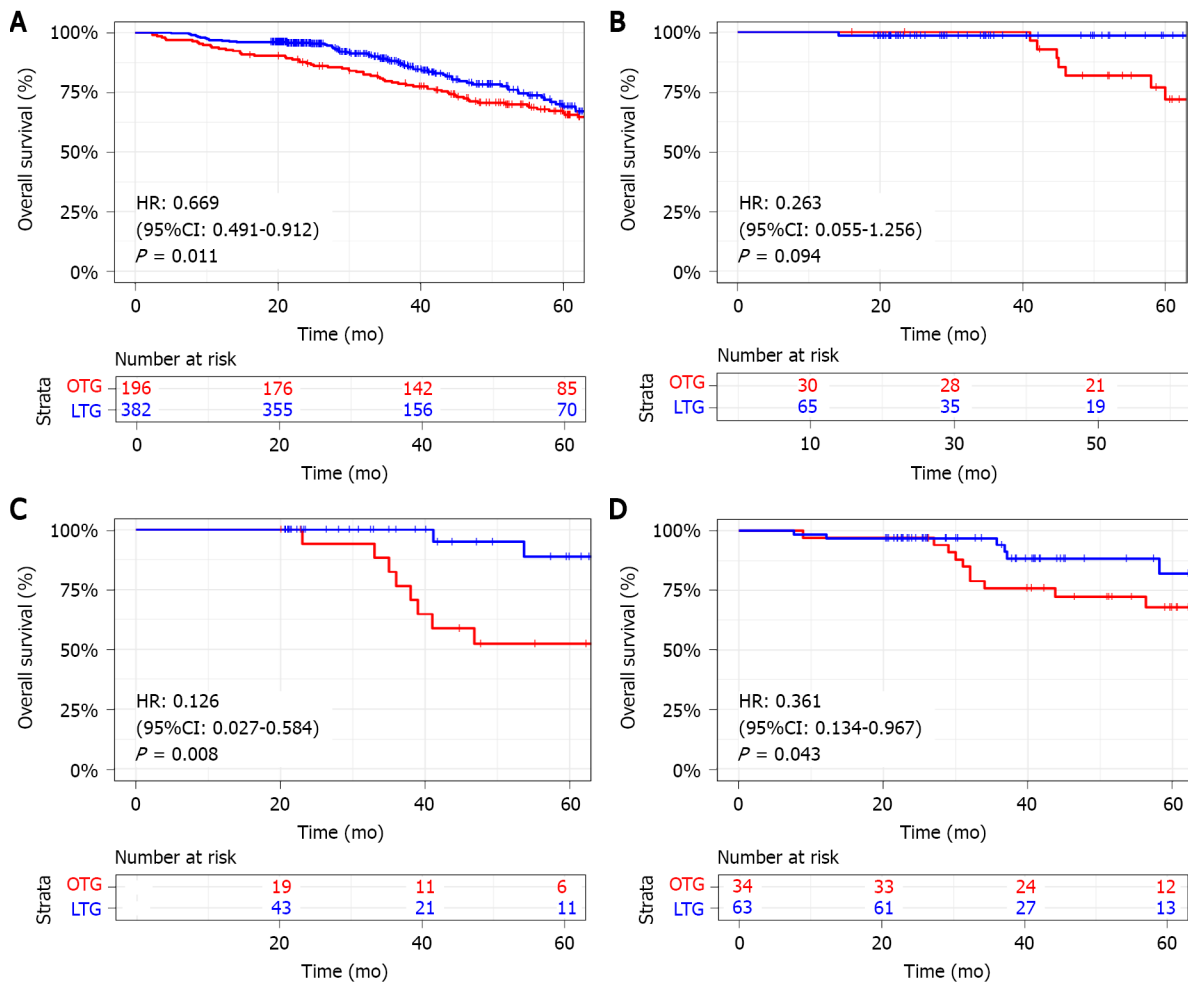 A
Overall survival (%)
100%
75%
50%
25%
0%
HR: 0.669
(95%CI: 0.491-0.912)
P = 0.011
0 20 40 60
Time (mo)
Number at risk
Strata
OTG 196 176 142 85
LTG 382 355 156 70
0 20 40 60
Time (mo)
B
Overall survival (%)
100%
75%
50%
25%
0%
HR: 0.263
(95%CI: 0.055-1.256)
P = 0.094
0 20 40 60
Time (mo)
Number at risk
Strata
OTG 30 28 21
LTG 65 35 19
10 30 50
Time (mo)
C
Overall survival (%)
100%
75%
50%
25%
0%
HR: 0.126
(95%CI: 0.027-0.584)
P = 0.008
0 20 40 60
Time (mo)
Number at risk
Strata
OTG 19 11 6
LTG 43 21 11
20 40 60
Time (mo)
D
Overall survival (%)
100%
75%
50%
25%
0%
HR: 0.361
(95%CI: 0.134-0.967)
P = 0.043
0 20 40 60
Time (mo)
Number at risk
Strata
OTG 34 33 24 12
LTG 63 61 27 13
0 20 40 60
Time (mo)